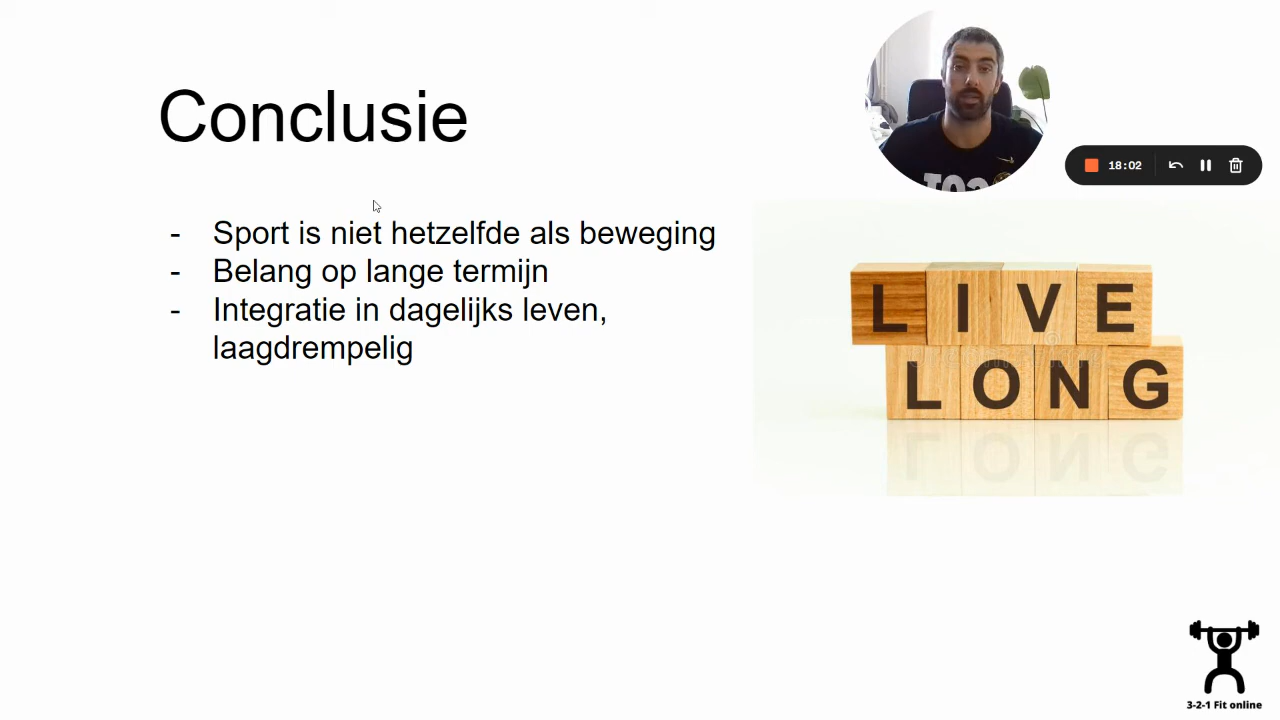 Conclusie
18:02
- Sport is niet hetzelfde als beweging
- Belang op lange termijn
- Integratie in dagelijks leven,
laagdrempelig
LIVE
LONG
3-2-1 Fit online